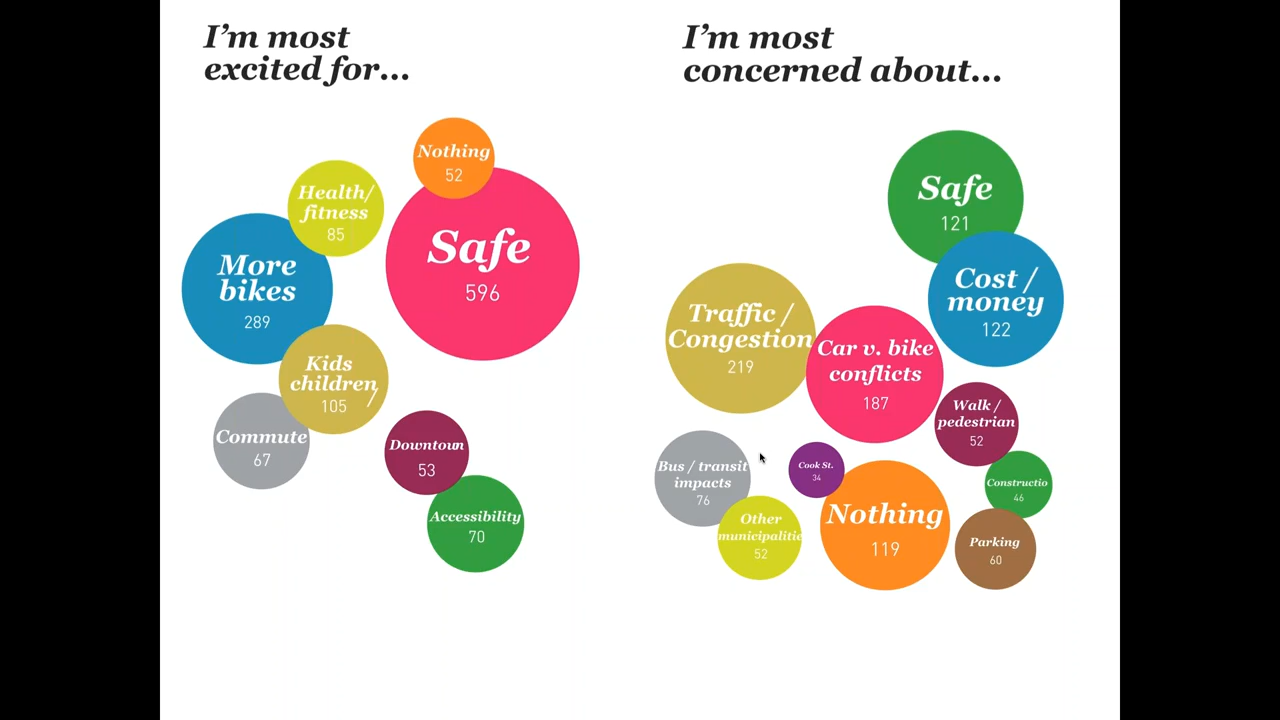 I'm most
excited for...
Nothing
52
Health/
fitness
85
Safe
596
More
bikes
289
Kids
children
/
105
Commute
67
Downtown
53
Accessibility
70
I'm most
concerned about...
Safe
121
Cost /
money
122
Traffic /
Congestion
219
Car v. bike
conflicts
187
Walk /
pedestrian
52
Bus / transit
impacts
76
Cook St.
34
Constructio
46
Nothing
119
Other
municipalitie
52
Parking
60